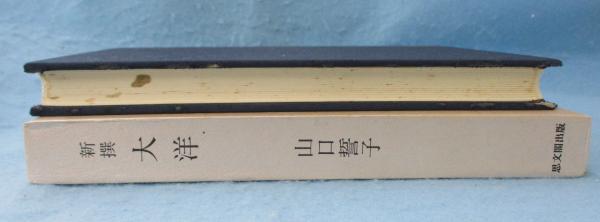 新撰
大洋
山口誓子
思文閣出版